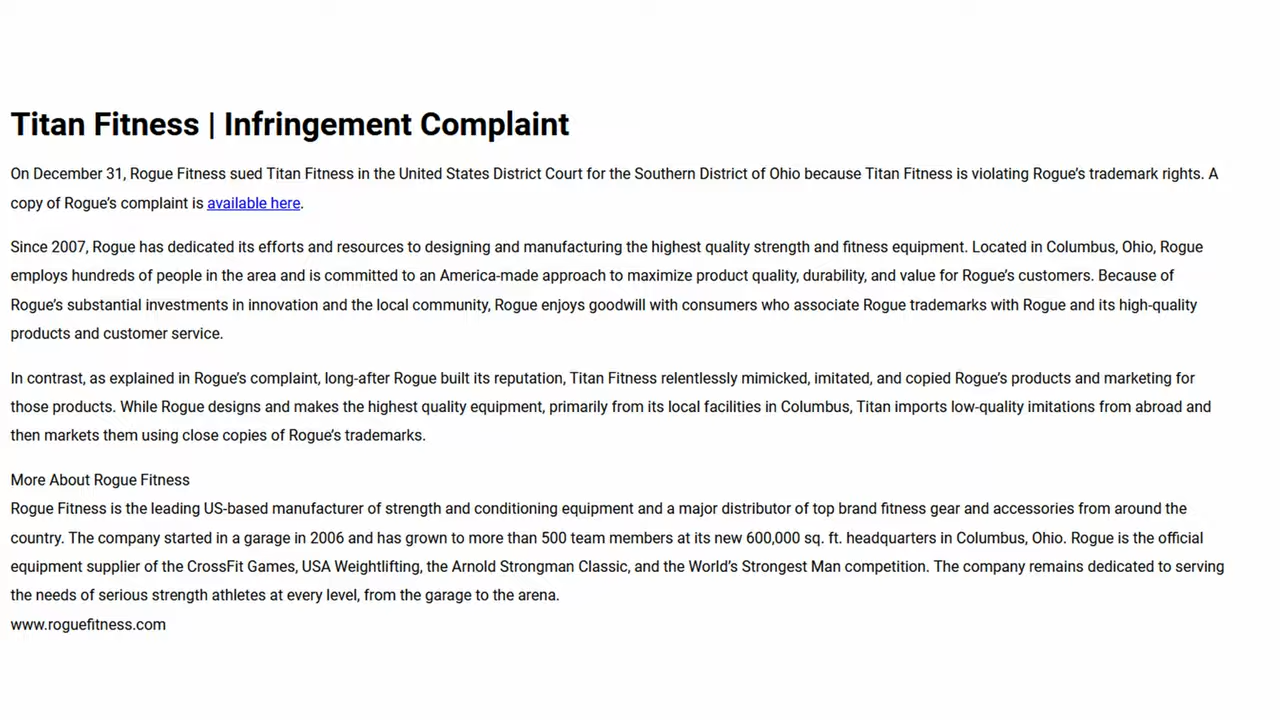 Titan Fitness | Infringement Complaint
On December 31, Rogue Fitness sued Titan Fitness in the United States District Court for the Southern District of Ohio because Titan Fitness is violating Rogue’s trademark rights. A
copy of Rogue’s complaint is available here.
Since 2007, Rogue has dedicated its efforts and resources to designing and manufacturing the highest quality strength and fitness equipment. Located in Columbus, Ohio, Rogue
employs hundreds of people in the area and is committed to an America-made approach to maximize product quality, durability, and value for Rogue’s customers. Because of
Rogue’s substantial investments in innovation and the local community, Rogue enjoys goodwill with consumers who associate Rogue trademarks with Rogue and its high-quality
products and customer service.
In contrast, as explained in Rogue’s complaint, long-after Rogue built its reputation, Titan Fitness relentlessly mimicked, imitated, and copied Rogue’s products and marketing for
those products. While Rogue designs and makes the highest quality equipment, primarily from its local facilities in Columbus, Titan imports low-quality imitations from abroad and
then markets them using close copies of Rogue’s trademarks.
More About Rogue Fitness
Rogue Fitness is the leading US-based manufacturer of strength and conditioning equipment and a major distributor of top brand fitness gear and accessories from around the
country. The company started in a garage in 2006 and has grown to more than 500 team members at its new 600,000 sq. ft. headquarters in Columbus, Ohio. Rogue is the official
equipment supplier of the CrossFit Games, USA Weightlifting, the Arnold Strongman Classic, and the World’s Strongest Man competition. The company remains dedicated to serving
the needs of serious strength athletes at every level, from the garage to the arena.
www.roguefitness.com